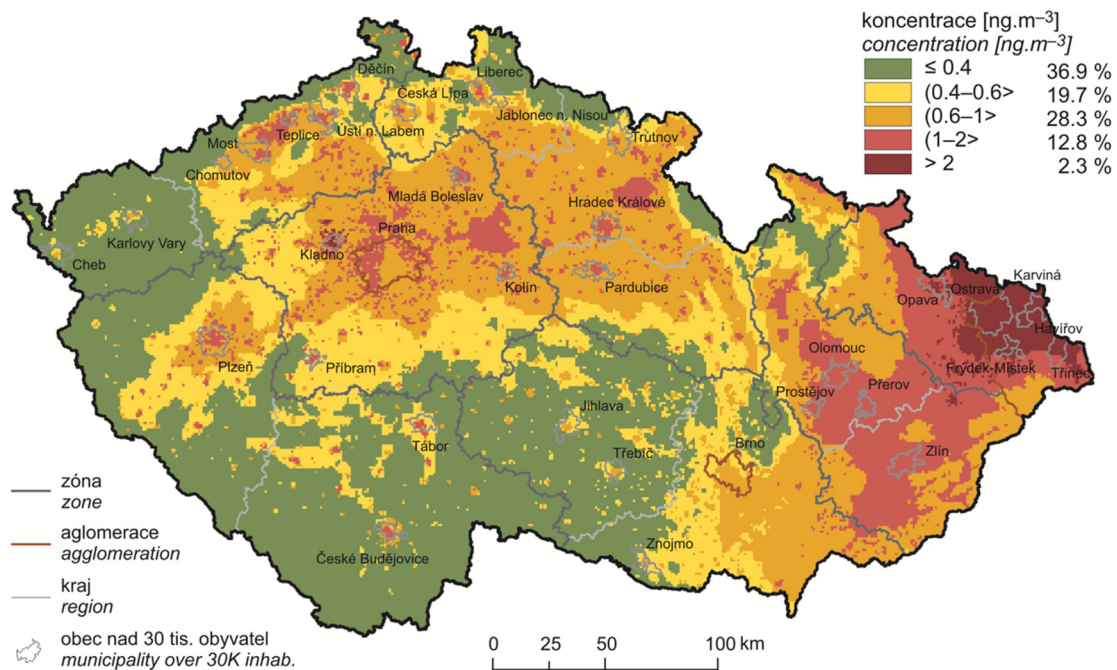 koncentrace [ng.m–3]
concentration [ng.m–3]
≤ 0.4 36.9 %
(0.4–0.6> 19.7 %
(0.6–1> 28.3 %
(1–2> 12.8 %
> 2 2.3 %
Děčín
Liberec
Česká Lípa
Jablonec n. Nisou
Teplice
Ústí n. Labem
Trutnov
Most
Chomutov
Mladá Boleslav
Hradec Králové
Karlovy Vary
Praha
Kladno
Cheb
Kolín
Pardubice
Karviná
Opava
Ostrava
Havířov
Plzeň
Příbram
Olomouc
Frýdek-Místek
Třinec
Prostějov
Přerov
Jihlava
Tábor
Třebíč
Brno
Zlín
České Budějovice
Znojmo
zóna
zone
aglomerace
agglomeration
kraj
region
obec nad 30 tis. obyvatel
municipality over 30K inhab.
0 25 50 100 km